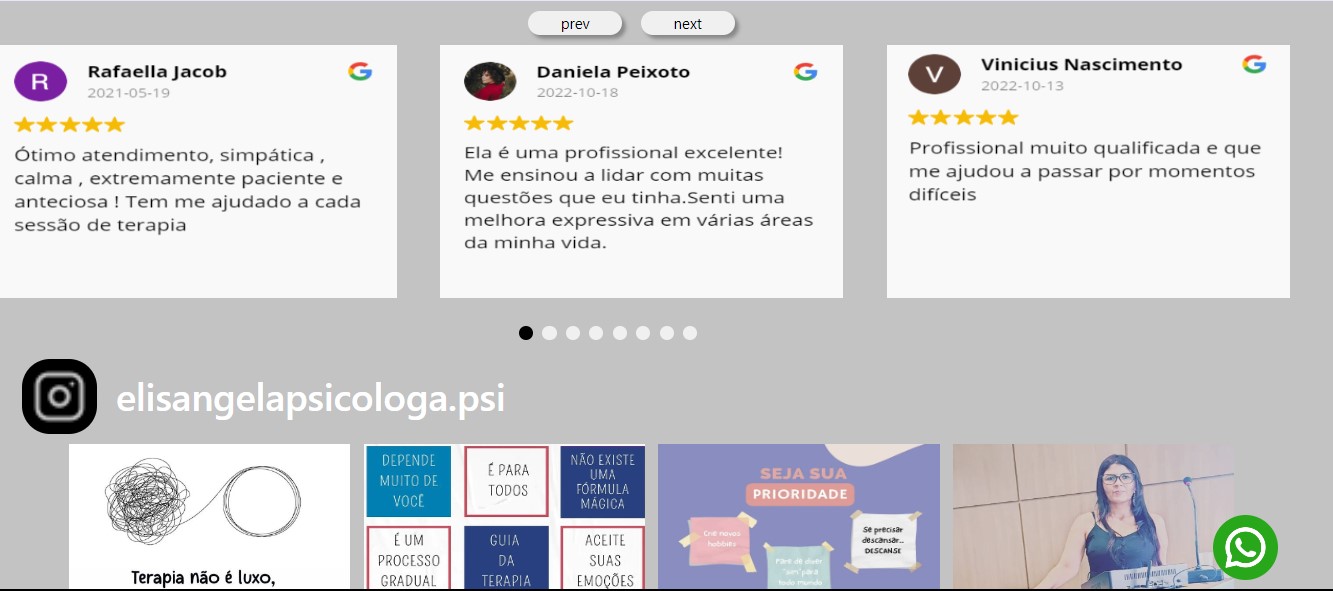 prev next
Rafaella Jacob
2021-05-19
Ótimo atendimento, simpática ,
calma , extremamente paciente e
anteciosa ! Tem me ajudado a cada
sessão de terapia
Daniela Peixoto
2022-10-18
Ela é uma profissional excelente!
Me ensinou a lidar com muitas
questões que eu tinha.Senti uma
melhora expressiva em várias áreas
da minha vida.
V
Vinicius Nascimento
2022-10-13
Profissional muito qualificada e que
me ajudou a passar por momentos
difíceis
R
elisangelapsicologa.psi
Terapia não é luxo,
DEPENDE
MUITO DE
VOCÊ
É PARA
TODOS
NÃO EXISTE
UMA
FÓRMULA
MÁGICA
É UM
PROCESSO
GRADUAL
GUIA
DA
TERAPIA
ACEITE
SUAS
EMOÇÕES
SEJA SUA
PRIORIDADE
Crie novos
hobbies
Pare de dizer
"sim" para
todo mundo
Se precisar
descansar...
DESCANSE